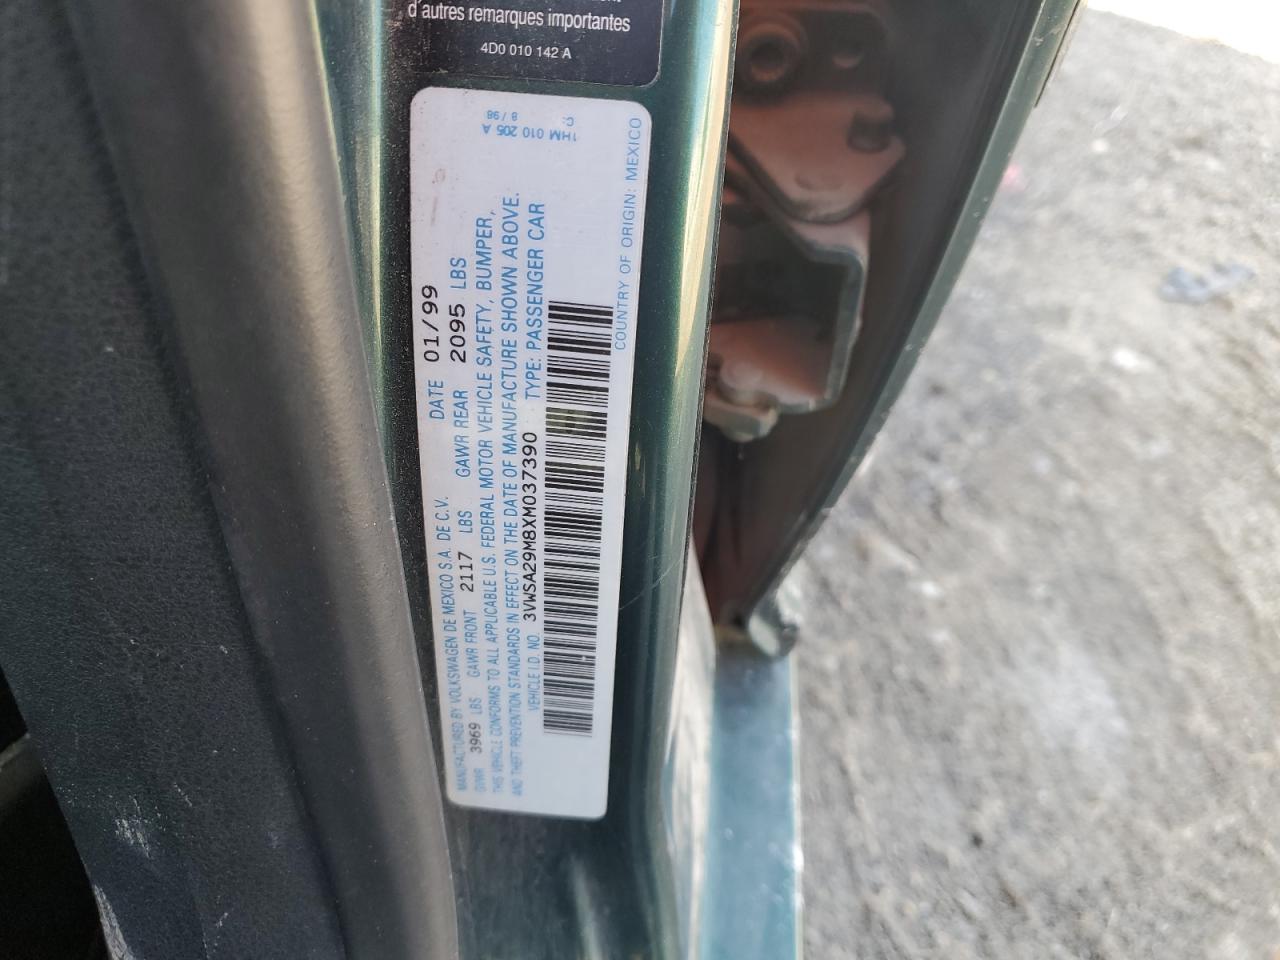 d'autres remarques importantes
4D0 010 142 A
1HM 010 205 A
8 / 98
C:
MANUFACTURED BY VOLKSWAGEN DE MEXICO S.A. DE C.V. DATE 01/99
GVWR 3969 LBS GAWR FRONT 2117 LBS GAWR REAR 2095 LBS
THIS VEHICLE CONFORMS TO ALL APPLICABLE U.S. FEDERAL MOTOR VEHICLE SAFETY, BUMPER,
AND THEFT PREVENTION STANDARDS IN EFFECT ON THE DATE OF MANUFACTURE SHOWN ABOVE.
VEHICLE I.D. NO. 3VWSA29M8XM037390 TYPE: PASSENGER CAR
COUNTRY OF ORIGIN: MEXICO